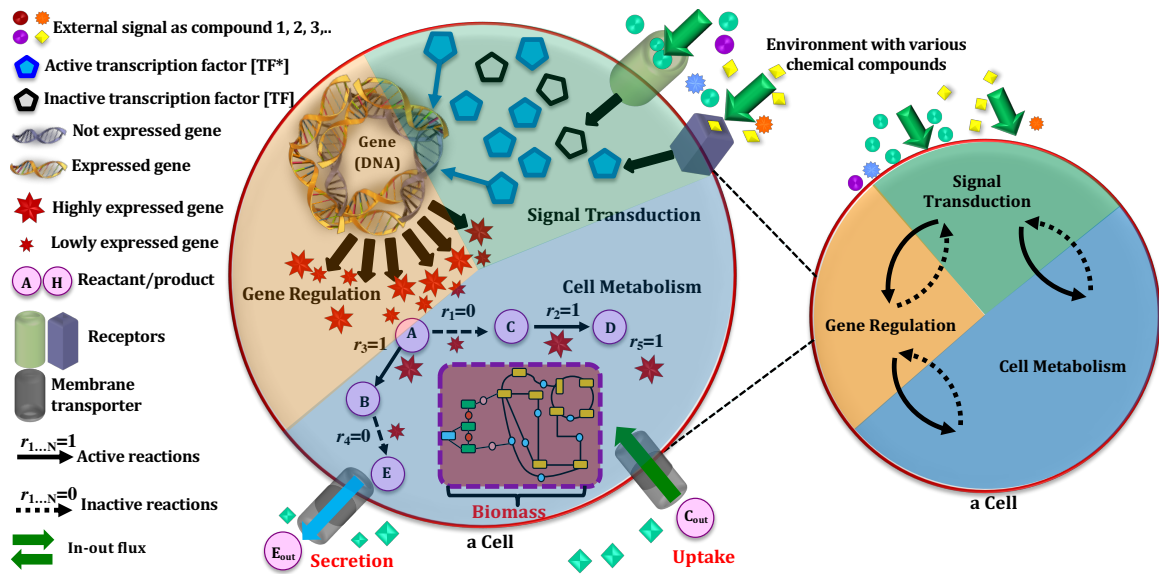 External signal as compound 1, 2, 3,..
Active transcription factor [TF*]
Inactive transcription factor [TF]
Not expressed gene
Expressed gene
Highly expressed gene
Lowly expressed gene
A H Reactant/product
Receptors
Membrane
transporter
r1...N=1
Active reactions
r1...N=0
Inactive reactions
In-out flux
Gene
(DNA)
Signal Transduction
Gene Regulation
Cell Metabolism
A
r1=0
C
r2=1
D
r3=1
r5=1
B
r4=0
E
Biomass
Eout
Secretion
a Cell
Cout
Uptake
Environment with various
chemical compounds
Signal
Transduction
Gene Regulation
Cell Metabolism
a Cell